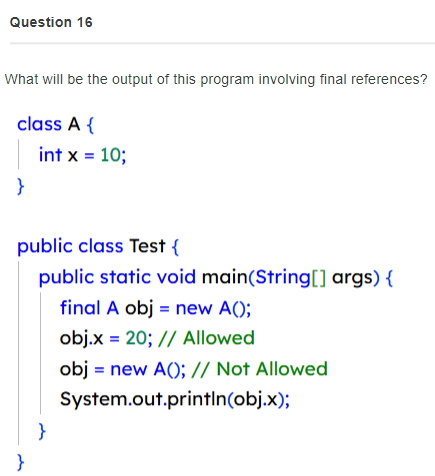 Question 16
What will be the output of this program involving final references?
class A {
int x = 10;
}
public class Test {
public static void main(String[] args) {
final A obj = new A();
obj.x = 20; // Allowed
obj = new A(); // Not Allowed
System.out.println(obj.x);
}
}